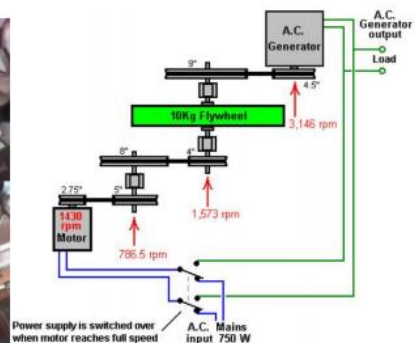 A.C.
Generator
A.C.
Generator
output
Load
9"
4.5"
10Kg Flywheel
3,146 rpm
8"
4"
2.75"
5"
1430
rpm
Motor
1,573 rpm
786.5 rpm
Power supply is switched over
when motor reaches full speed
A.C. Mains
input 750 W